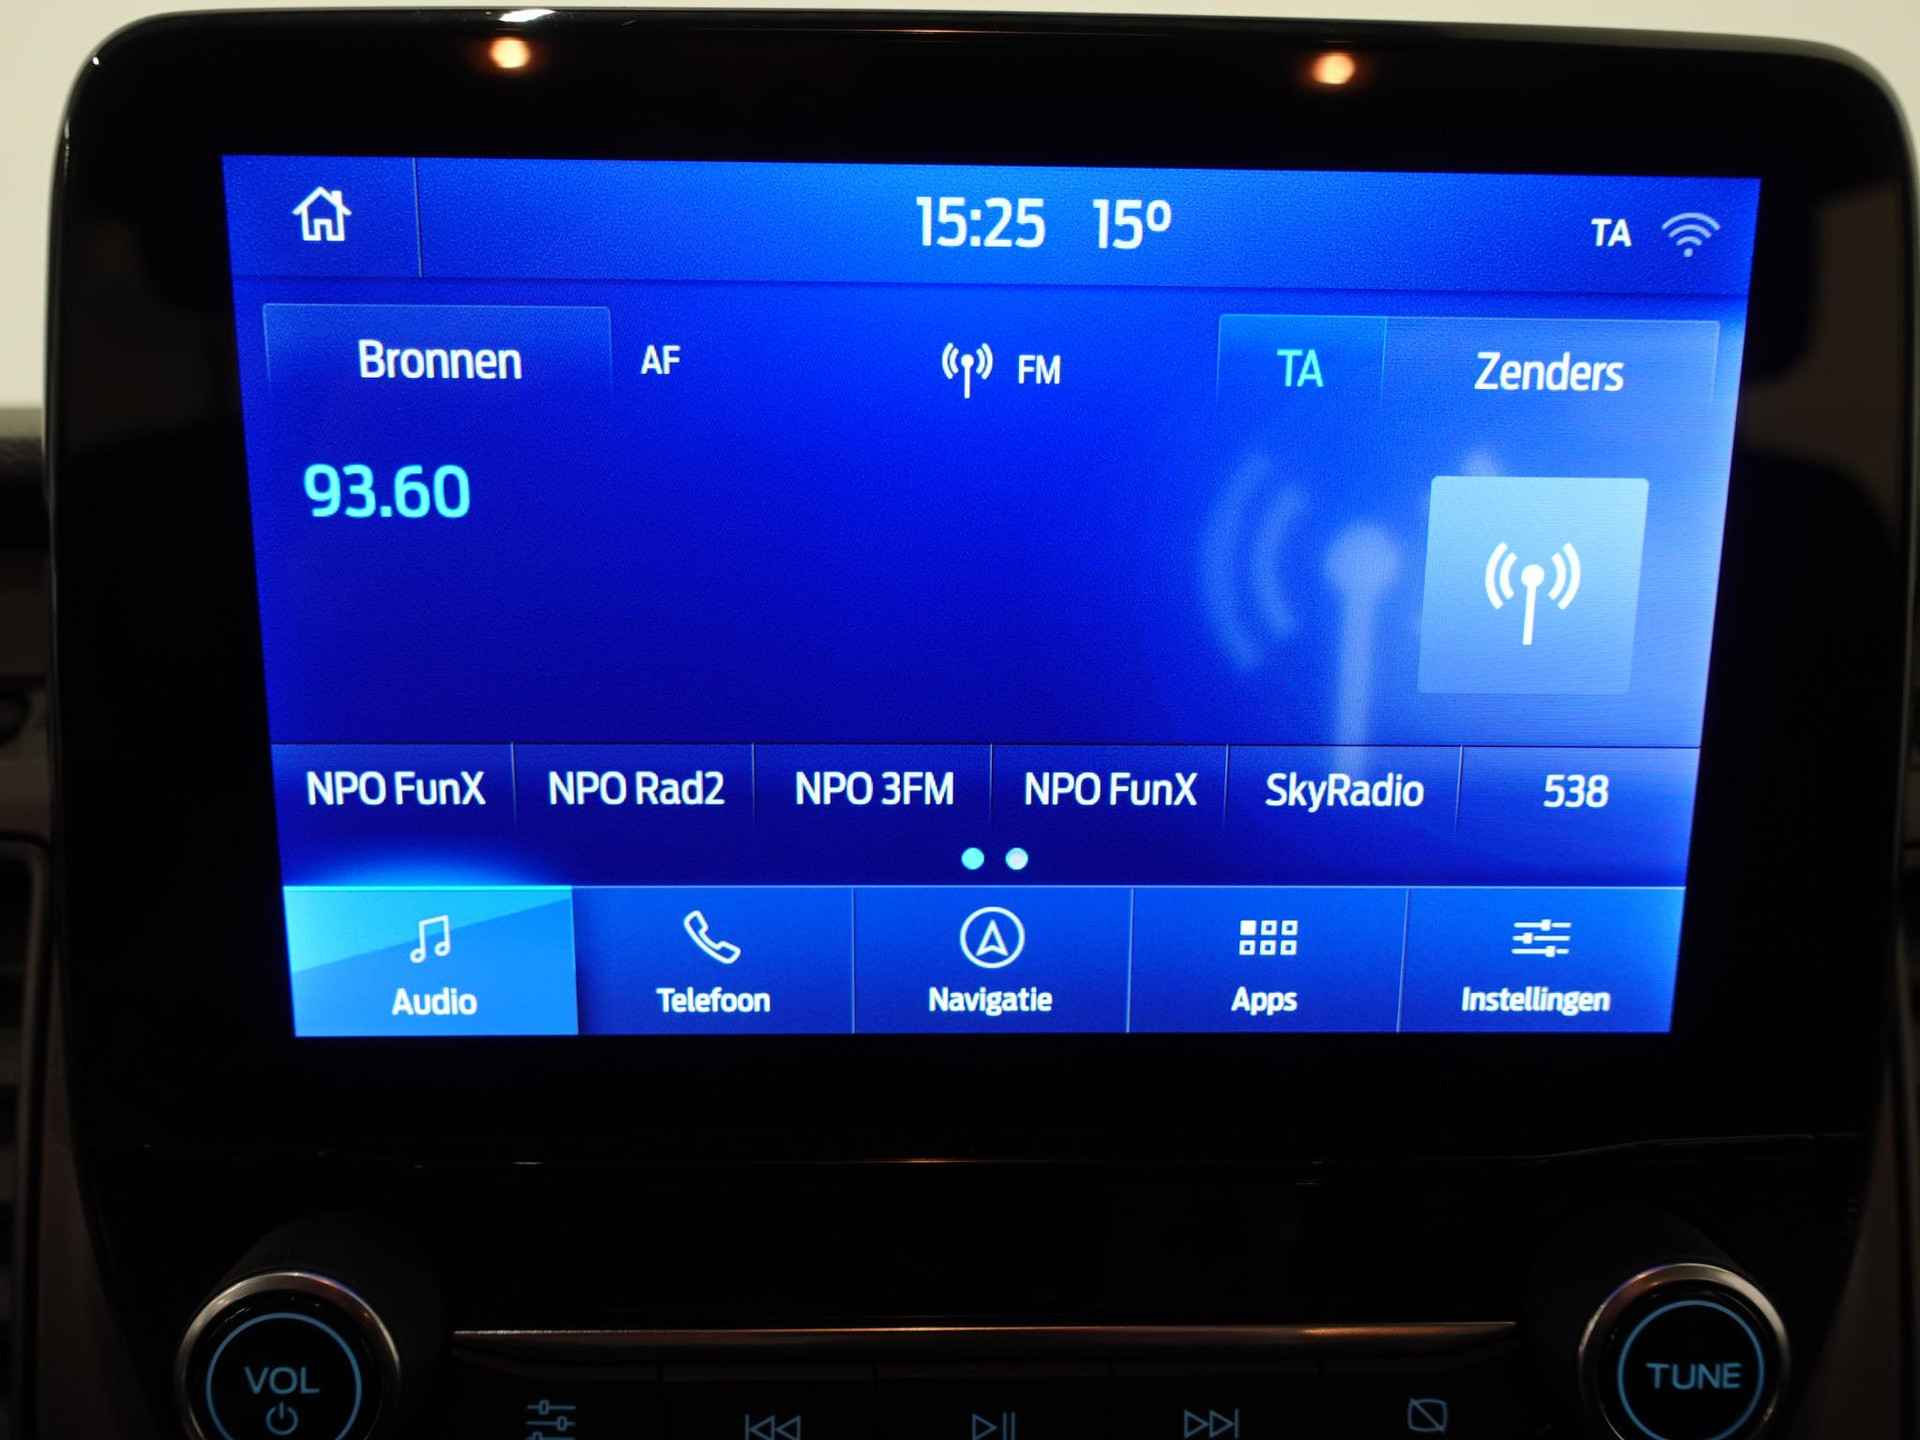 15:25 15º TA
Bronnen AF FM TA Zenders
93.60
NPO FunX NPO Rad2 NPO 3FM NPO FunX SkyRadio 538
Audio Telefoon Navigatie Apps Instellingen
VOL TUNE